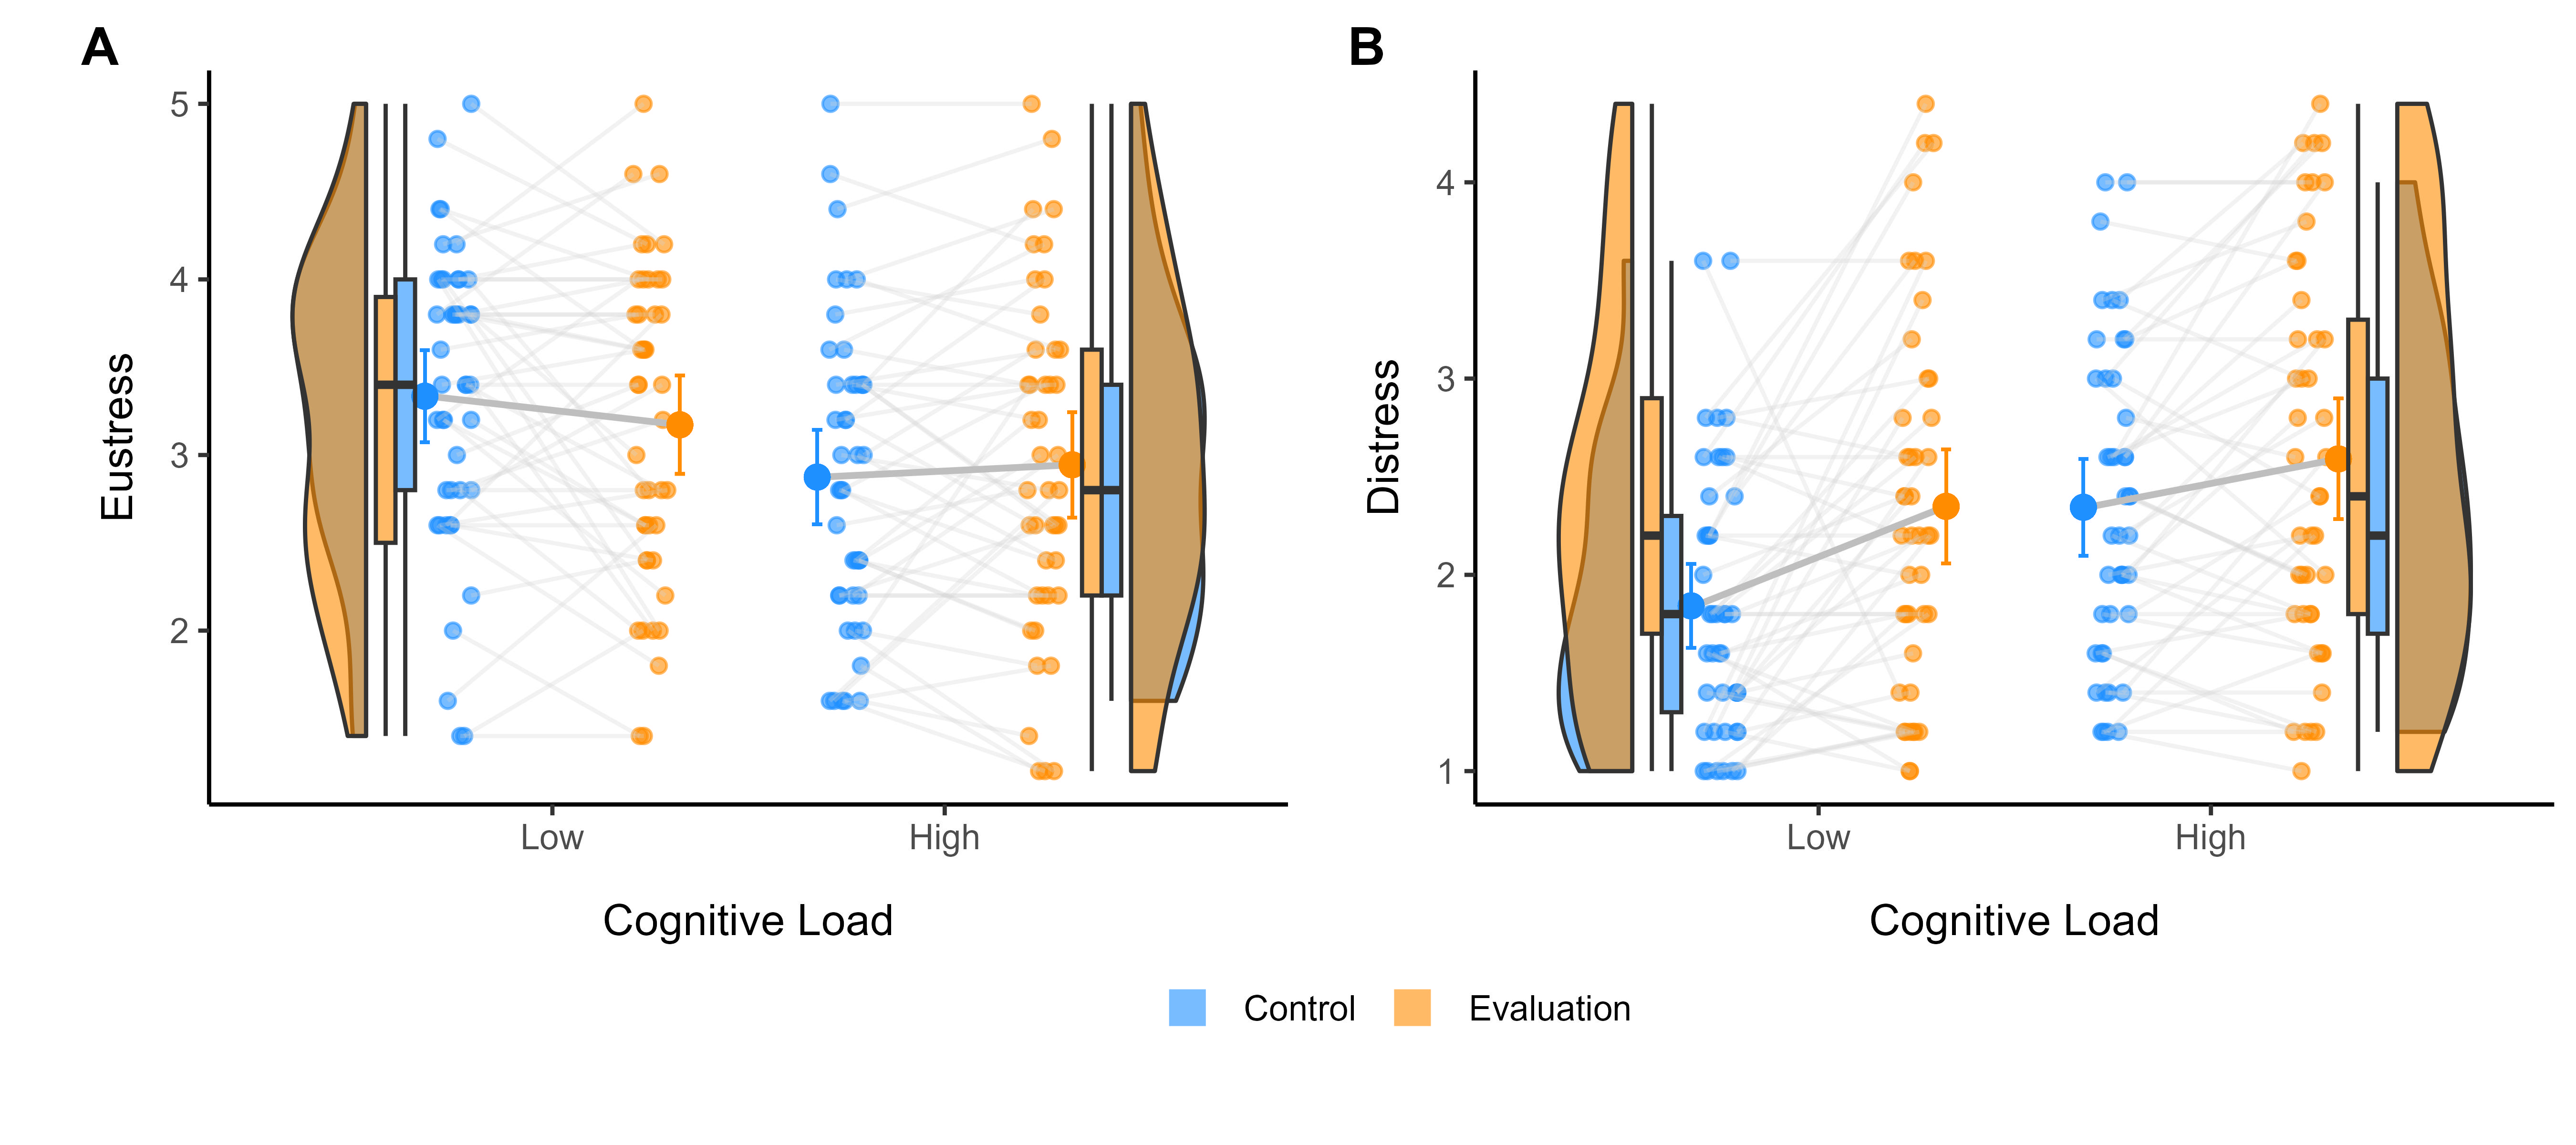 A
B
Eustress
5
4
3
2
Low
High
Cognitive Load
Distress
4
3
2
1
Low
High
Cognitive Load
Control
Evaluation